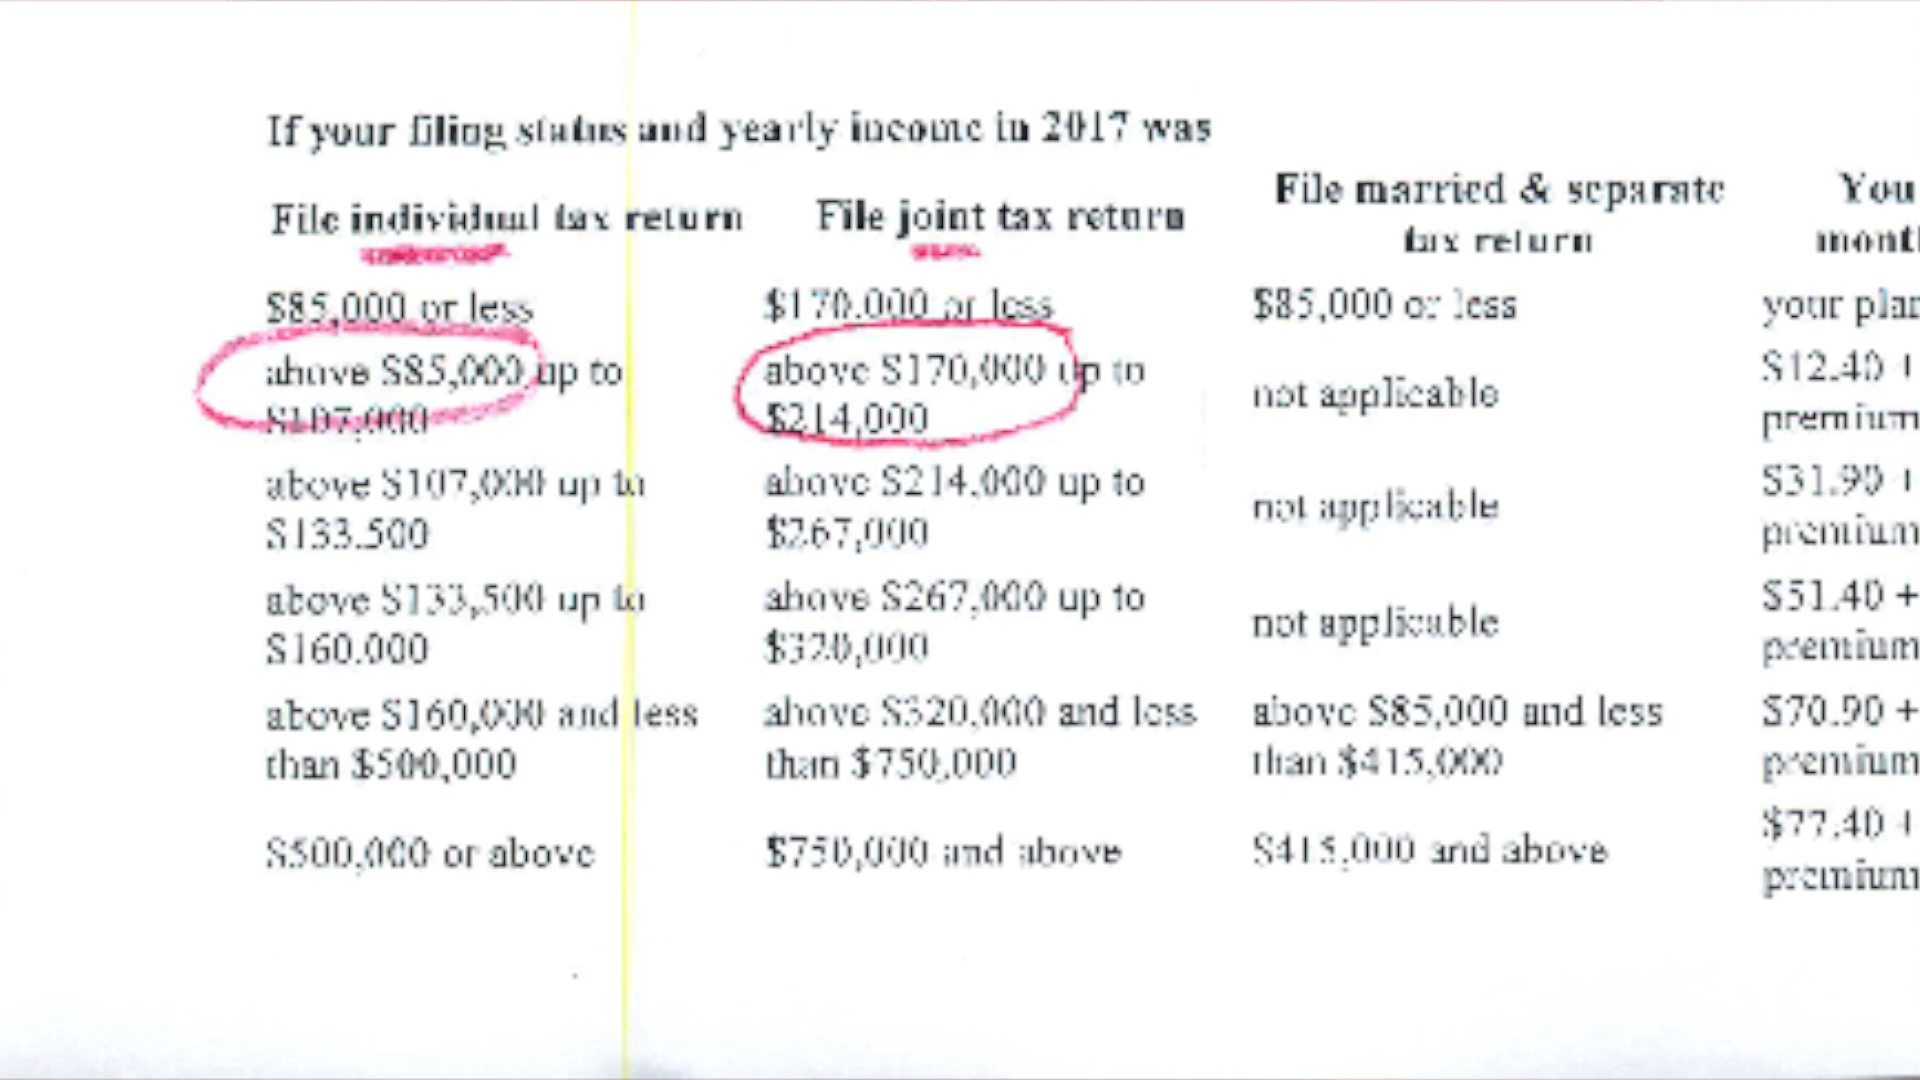 If your filing status and yearly income in 2017 was
File individual tax return
File joint tax return
File married & separate
tax return
You
month
$85,000 or less
$170,000 or less
$85,000 or less
your plan
above $85,000 up to
$107,000
above $170,000 up to
$214,000
not applicable
$12.40 +
premium
above $107,000 up to
$133,500
above $214,000 up to
$267,000
not applicable
$31.90 +
premium
above $133,500 up to
$160,000
above $267,000 up to
$320,000
not applicable
$51.40 +
premium
above $160,000 and less
than $500,000
above $320,000 and less
than $750,000
above $85,000 and less
than $415,000
$70.90 +
premium
$500,000 or above
$750,000 and above
$415,000 and above
$77.40 +
premium